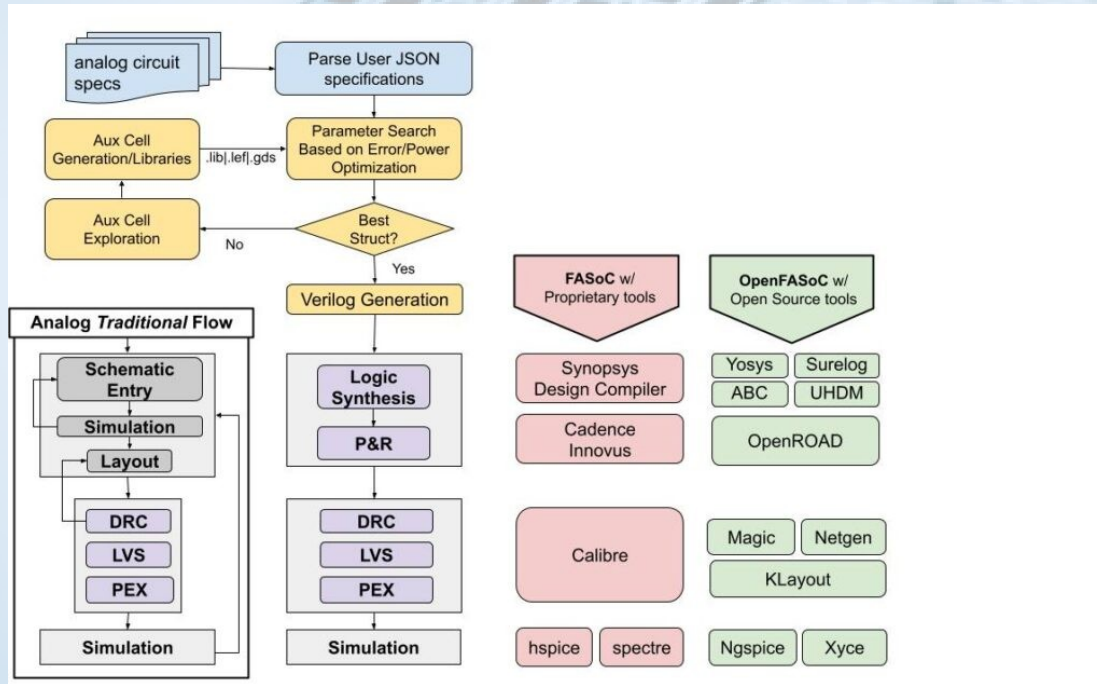 analog circuit
specs
Parse User JSON
specifications
Aux Cell
Generation/Libraries
.lib|.lef|.gds
Parameter Search
Based on Error/Power
Optimization
Aux Cell
Exploration
No
Best
Struct?
Yes
Verilog Generation
FASoC w/
Proprietary tools
OpenFASoC w/
Open Source tools
Analog Traditional Flow
Schematic
Entry
Simulation
Layout
DRC
LVS
PEX
Simulation
Logic
Synthesis
P&R
DRC
LVS
PEX
Simulation
Synopsys
Design Compiler
Cadence
Innovus
Calibre
hspice
spectre
Yosys
Surelog
ABC
UHDM
OpenROAD
Magic
Netgen
KLayout
Ngspice
Xyce